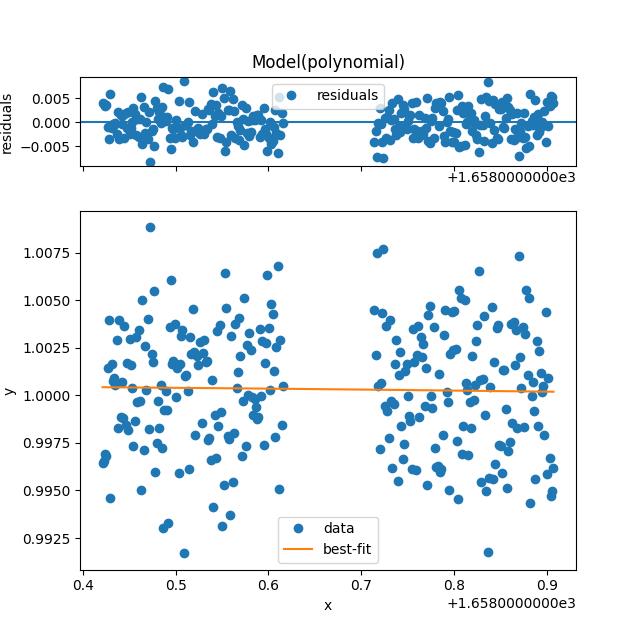 Model(polynomial)
residuals
0.005
0.000
−0.005
residuals
+1.6580000000e3
y
1.0075
1.0050
1.0025
1.0000
0.9975
0.9950
0.9925
data
best-fit
0.4 0.5 0.6 0.7 0.8 0.9
x
+1.6580000000e3